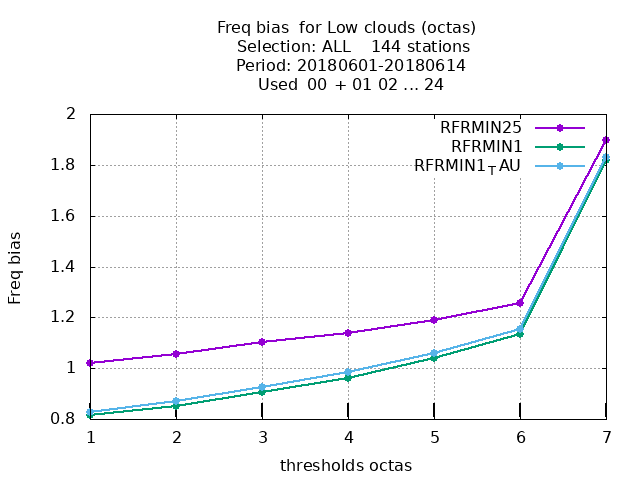 Freq bias  for Low clouds (octas)
Selection: ALL    144 stations
Period: 20180601-20180614
Used  00 + 01 02 ... 24
RFRMIN25
RFRMIN1
RFRMIN1TAU
Freq bias
2
1.8
1.6
1.4
1.2
1
0.8
1 2 3 4 5 6 7
thresholds octas